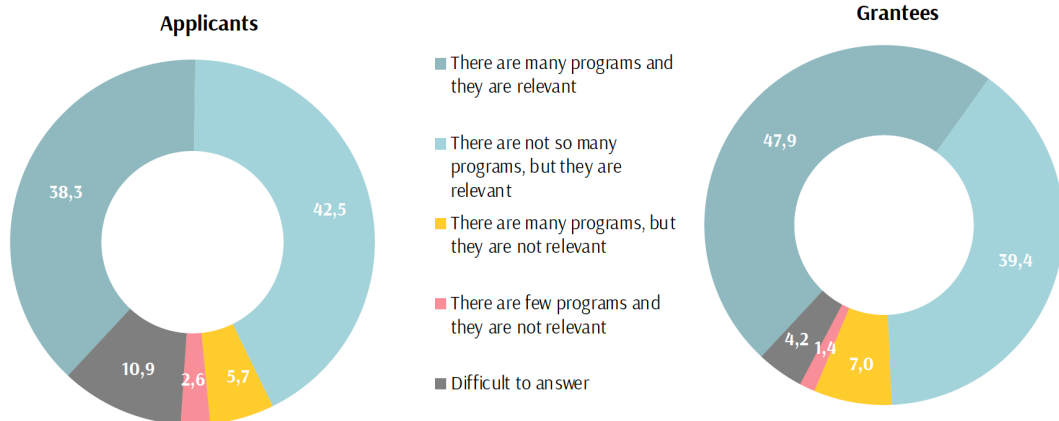 Applicants
38,3
42,5
10,9
2,6
5,7
There are many programs and
they are relevant
There are not so many
programs, but they are
relevant
There are many programs, but
they are not relevant
There are few programs and
they are not relevant
Difficult to answer
Grantees
47,9
39,4
4,2
1,4
7,0